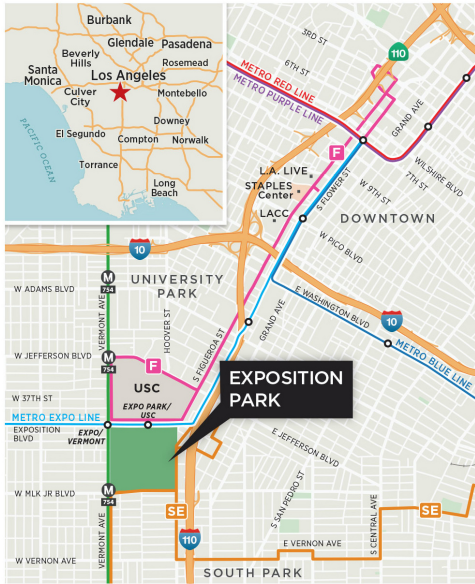 Burbank
Glendale
Pasadena
Beverly
Hills
Rosemead
Santa
Monica
Los Angeles
Culver
City
Montebello
Downey
El Segundo
Compton
Norwalk
Torrance
Long
Beach
PACIFIC OCEAN
3RD ST
110
6TH ST
METRO RED LINE
METRO PURPLE LINE
GRAND AVE
F
WILSHIRE BLVD
7TH ST
L.A. LIVE
STAPLES
Center
LACC
S FLOWER ST
W 9TH ST
DOWNTOWN
W PICO BLVD
10
M
754
W ADAMS BLVD
UNIVERSITY
PARK
VERMONT AVE
HOOVER ST
S FIGUEROA ST
GRAND AVE
E WASHINGTON BLVD
10
METRO BLUE LINE
W JEFFERSON BLVD
M
754
F
USC
EXPO PARK/
USC
EXPOSITION
PARK
W 37TH ST
METRO EXPO LINE
EXPOSITION
BLVD
EXPO/
VERMONT
E JEFFERSON BLVD
M
754
W MLK JR BLVD
SE
S SAN PEDRO ST
S CENTRAL AVE
SE
110
VERMONT AVE
E VERNON AVE
W VERNON AVE
SOUTH PARK